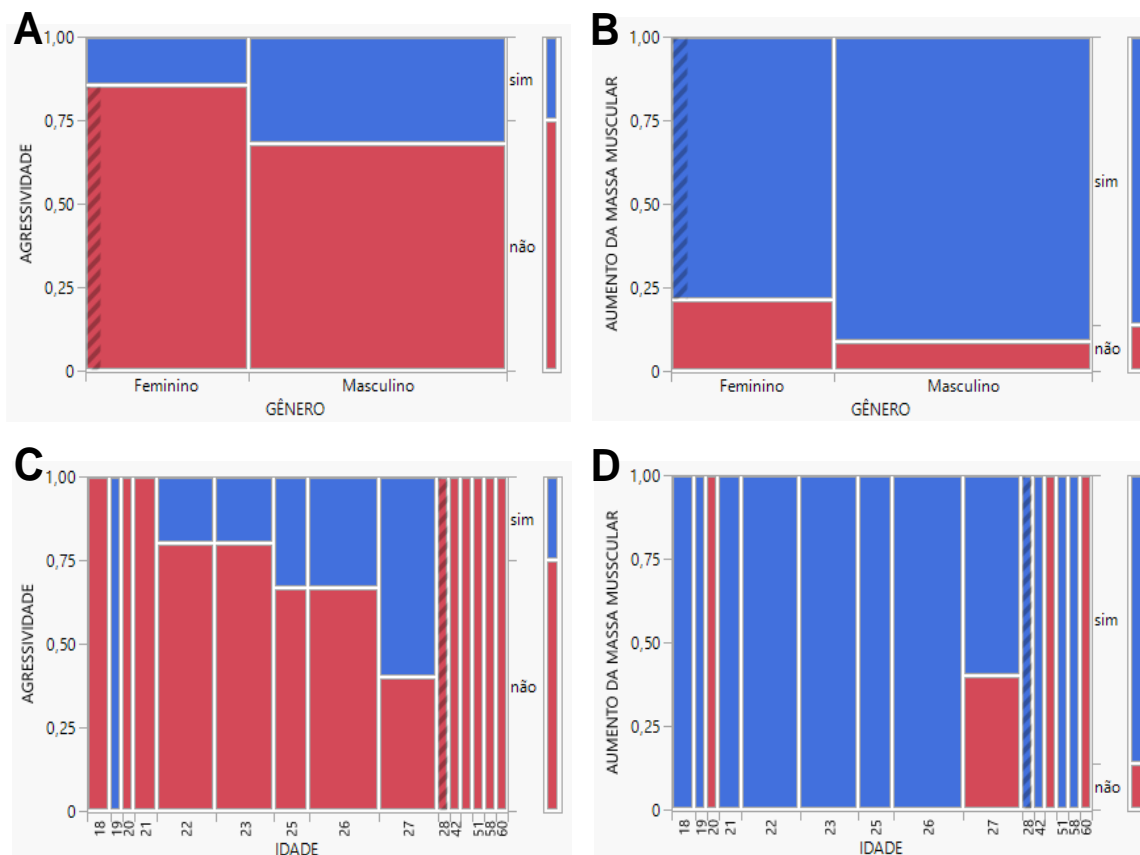 A
1,00
0,75
0,50
0,25
0
AGRESSIVIDADE
sim
não
Feminino Masculino
GÊNERO
B
1,00
0,75
0,50
0,25
0
AUMENTO DA MASSA MUSCULAR
sim
não
Feminino Masculino
GÊNERO
C
1,00
0,75
0,50
0,25
0
AGRESSIVIDADE
sim
não
18 19 20 21 22 23 25 26 27 28 42 51 58 60
IDADE
D
1,00
0,75
0,50
0,25
0
AUMENTO DA MASSA MUSSCULAR
sim
não
18 19 20 21 22 23 25 26 27 28 42 51 58 60
IDADE